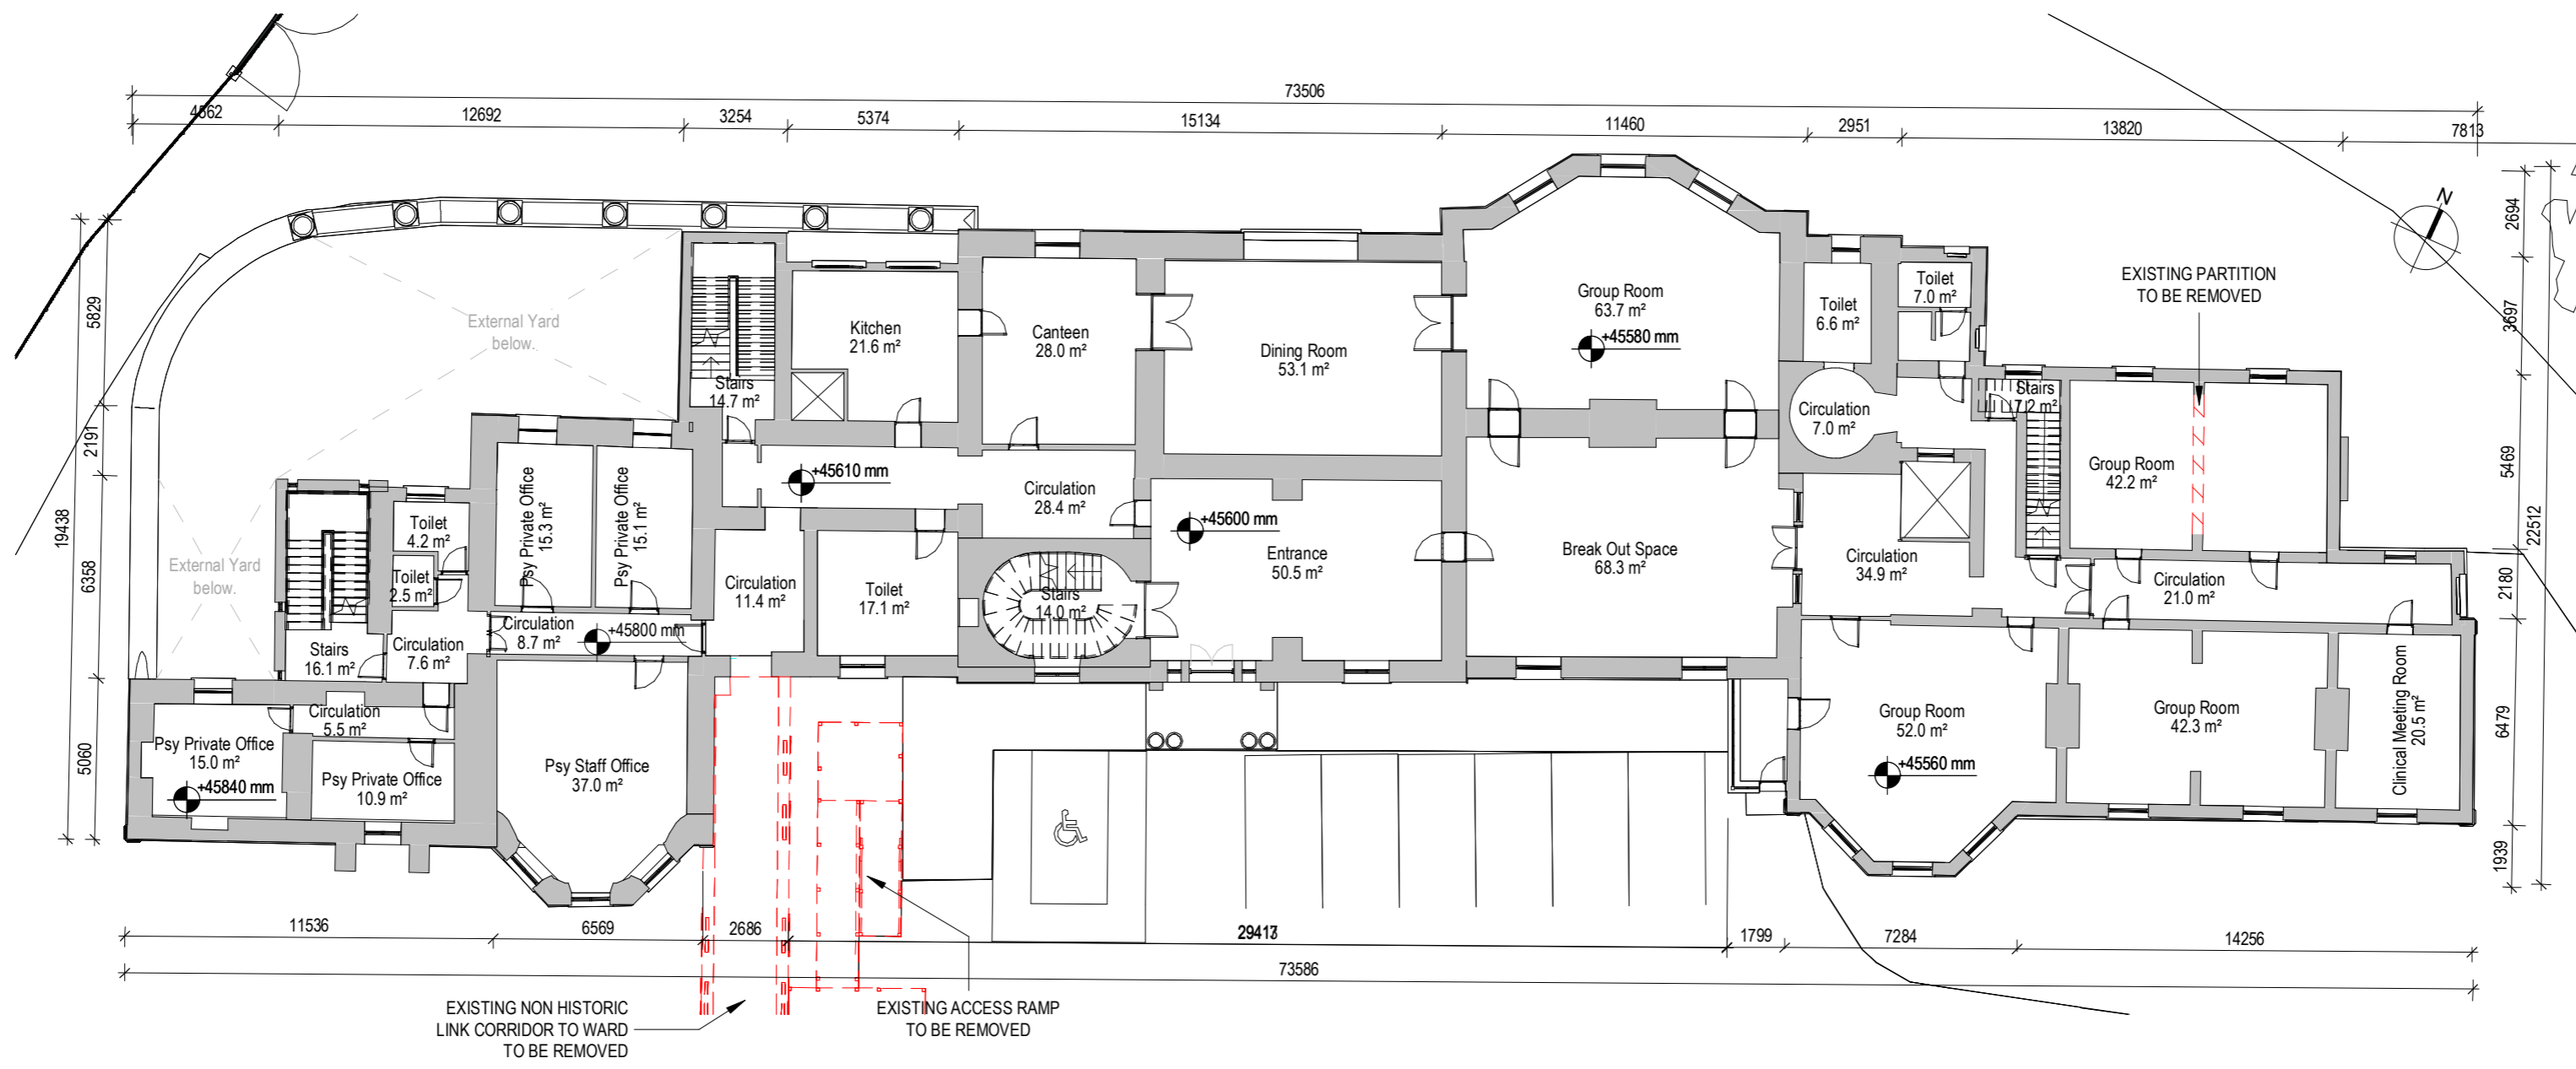 73506
4562
12692
3254
5374
15134
11460
2951
13820
7813
N
2694
3697
5469
22512
2180
6479
1939
5829
2191
19438
6358
5060
EXISTING PARTITION
TO BE REMOVED
External Yard
below.
External Yard
below.
Stairs
14.7 m²
Kitchen
21.6 m²
Canteen
28.0 m²
Dining Room
53.1 m²
Group Room
63.7 m²
+45580 mm
Toilet
6.6 m²
Toilet
7.0 m²
Circulation
7.0 m²
Stairs
7.2 m²
Group Room
42.2 m²
Psy Private Office
15.3 m²
Psy Private Office
15.1 m²
+45610 mm
Circulation
28.4 m²
+45600 mm
Entrance
50.5 m²
Break Out Space
68.3 m²
Circulation
34.9 m²
Circulation
21.0 m²
Toilet
4.2 m²
Toilet
2.5 m²
Circulation
11.4 m²
Toilet
17.1 m²
Stairs
14.0 m²
Stairs
16.1 m²
Circulation
7.6 m²
Circulation
8.7 m²
+45800 mm
Circulation
5.5 m²
Psy Private Office
15.0 m²
+45840 mm
Psy Private Office
10.9 m²
Psy Staff Office
37.0 m²
Group Room
52.0 m²
+45560 mm
Group Room
42.3 m²
Clinical Meeting Room
20.5 m²
11536
6569
2686
1799
7284
14256
73586
EXISTING NON HISTORIC
LINK CORRIDOR TO WARD
TO BE REMOVED
EXISTING ACCESS RAMP
TO BE REMOVED